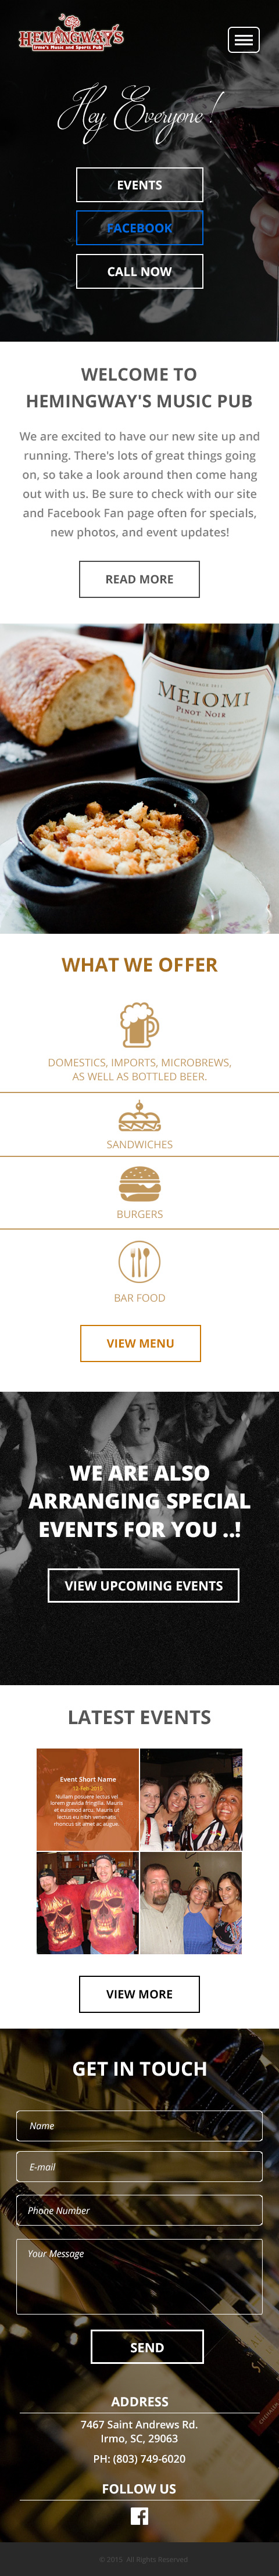 HEMINGWAY'S
Irmo's Music and Sports Pub
Hey Everyone !
EVENTS
FACEBOOK
CALL NOW
WELCOME TO
HEMINGWAY'S MUSIC PUB
We are excited to have our new site up and
running. There's lots of great things going
on, so take a look around then come hang
out with us. Be sure to check with our site
and Facebook Fan page often for specials,
new photos, and event updates!
READ MORE
MEIOMI
PINOT NOIR
WHAT WE OFFER
DOMESTICS, IMPORTS, MICROBREWS,
AS WELL AS BOTTLED BEER.
SANDWICHES
BURGERS
BAR FOOD
VIEW MENU
WE ARE ALSO
ARRANGING SPECIAL
EVENTS FOR YOU ..!
VIEW UPCOMING EVENTS
LATEST EVENTS
Event Short Name
Nullam posuere lectus vel
lorem gravida fringilla. Mauris
et euismod arcu. Mauris ut
lectus eu nibh venenatis
rhoncus sit amet ac augue.
VIEW MORE
GET IN TOUCH
Name
E-mail
Phone Number
Your Message
SEND
ADDRESS
7467 Saint Andrews Rd.
Irmo, SC, 29063
PH: (803) 749-6020
FOLLOW US
© 2015. All Rights Reserved.